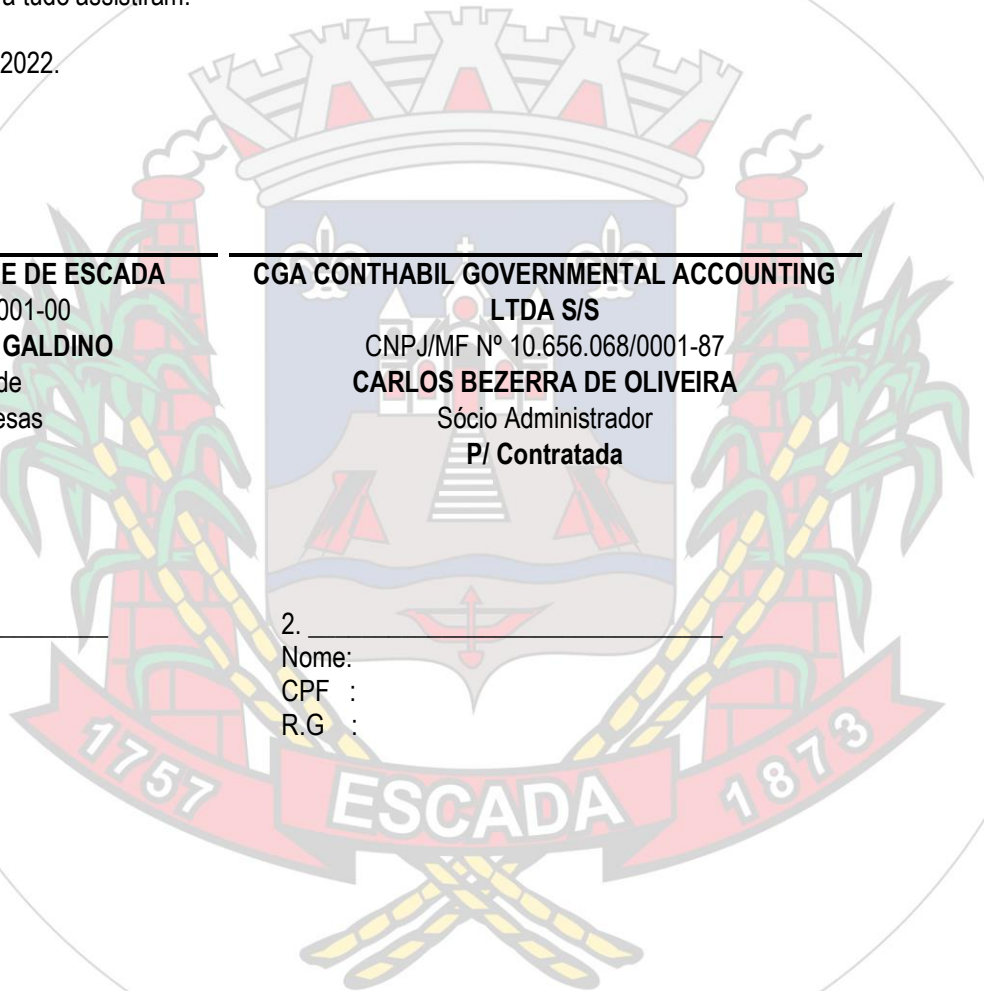 a tudo assistiram.
2022.
E DE ESCADA
001-00
GALDINO
de
esas
CGA CONTHABIL GOVERNMENTAL ACCOUNTING
LTDA S/S
CNPJ/MF Nº 10.656.068/0001-87
CARLOS BEZERRA DE OLIVEIRA
Sócio Administrador
P/ Contratada
2. ______________________________
Nome:
CPF :
R.G :
1757 ESCADA 1873